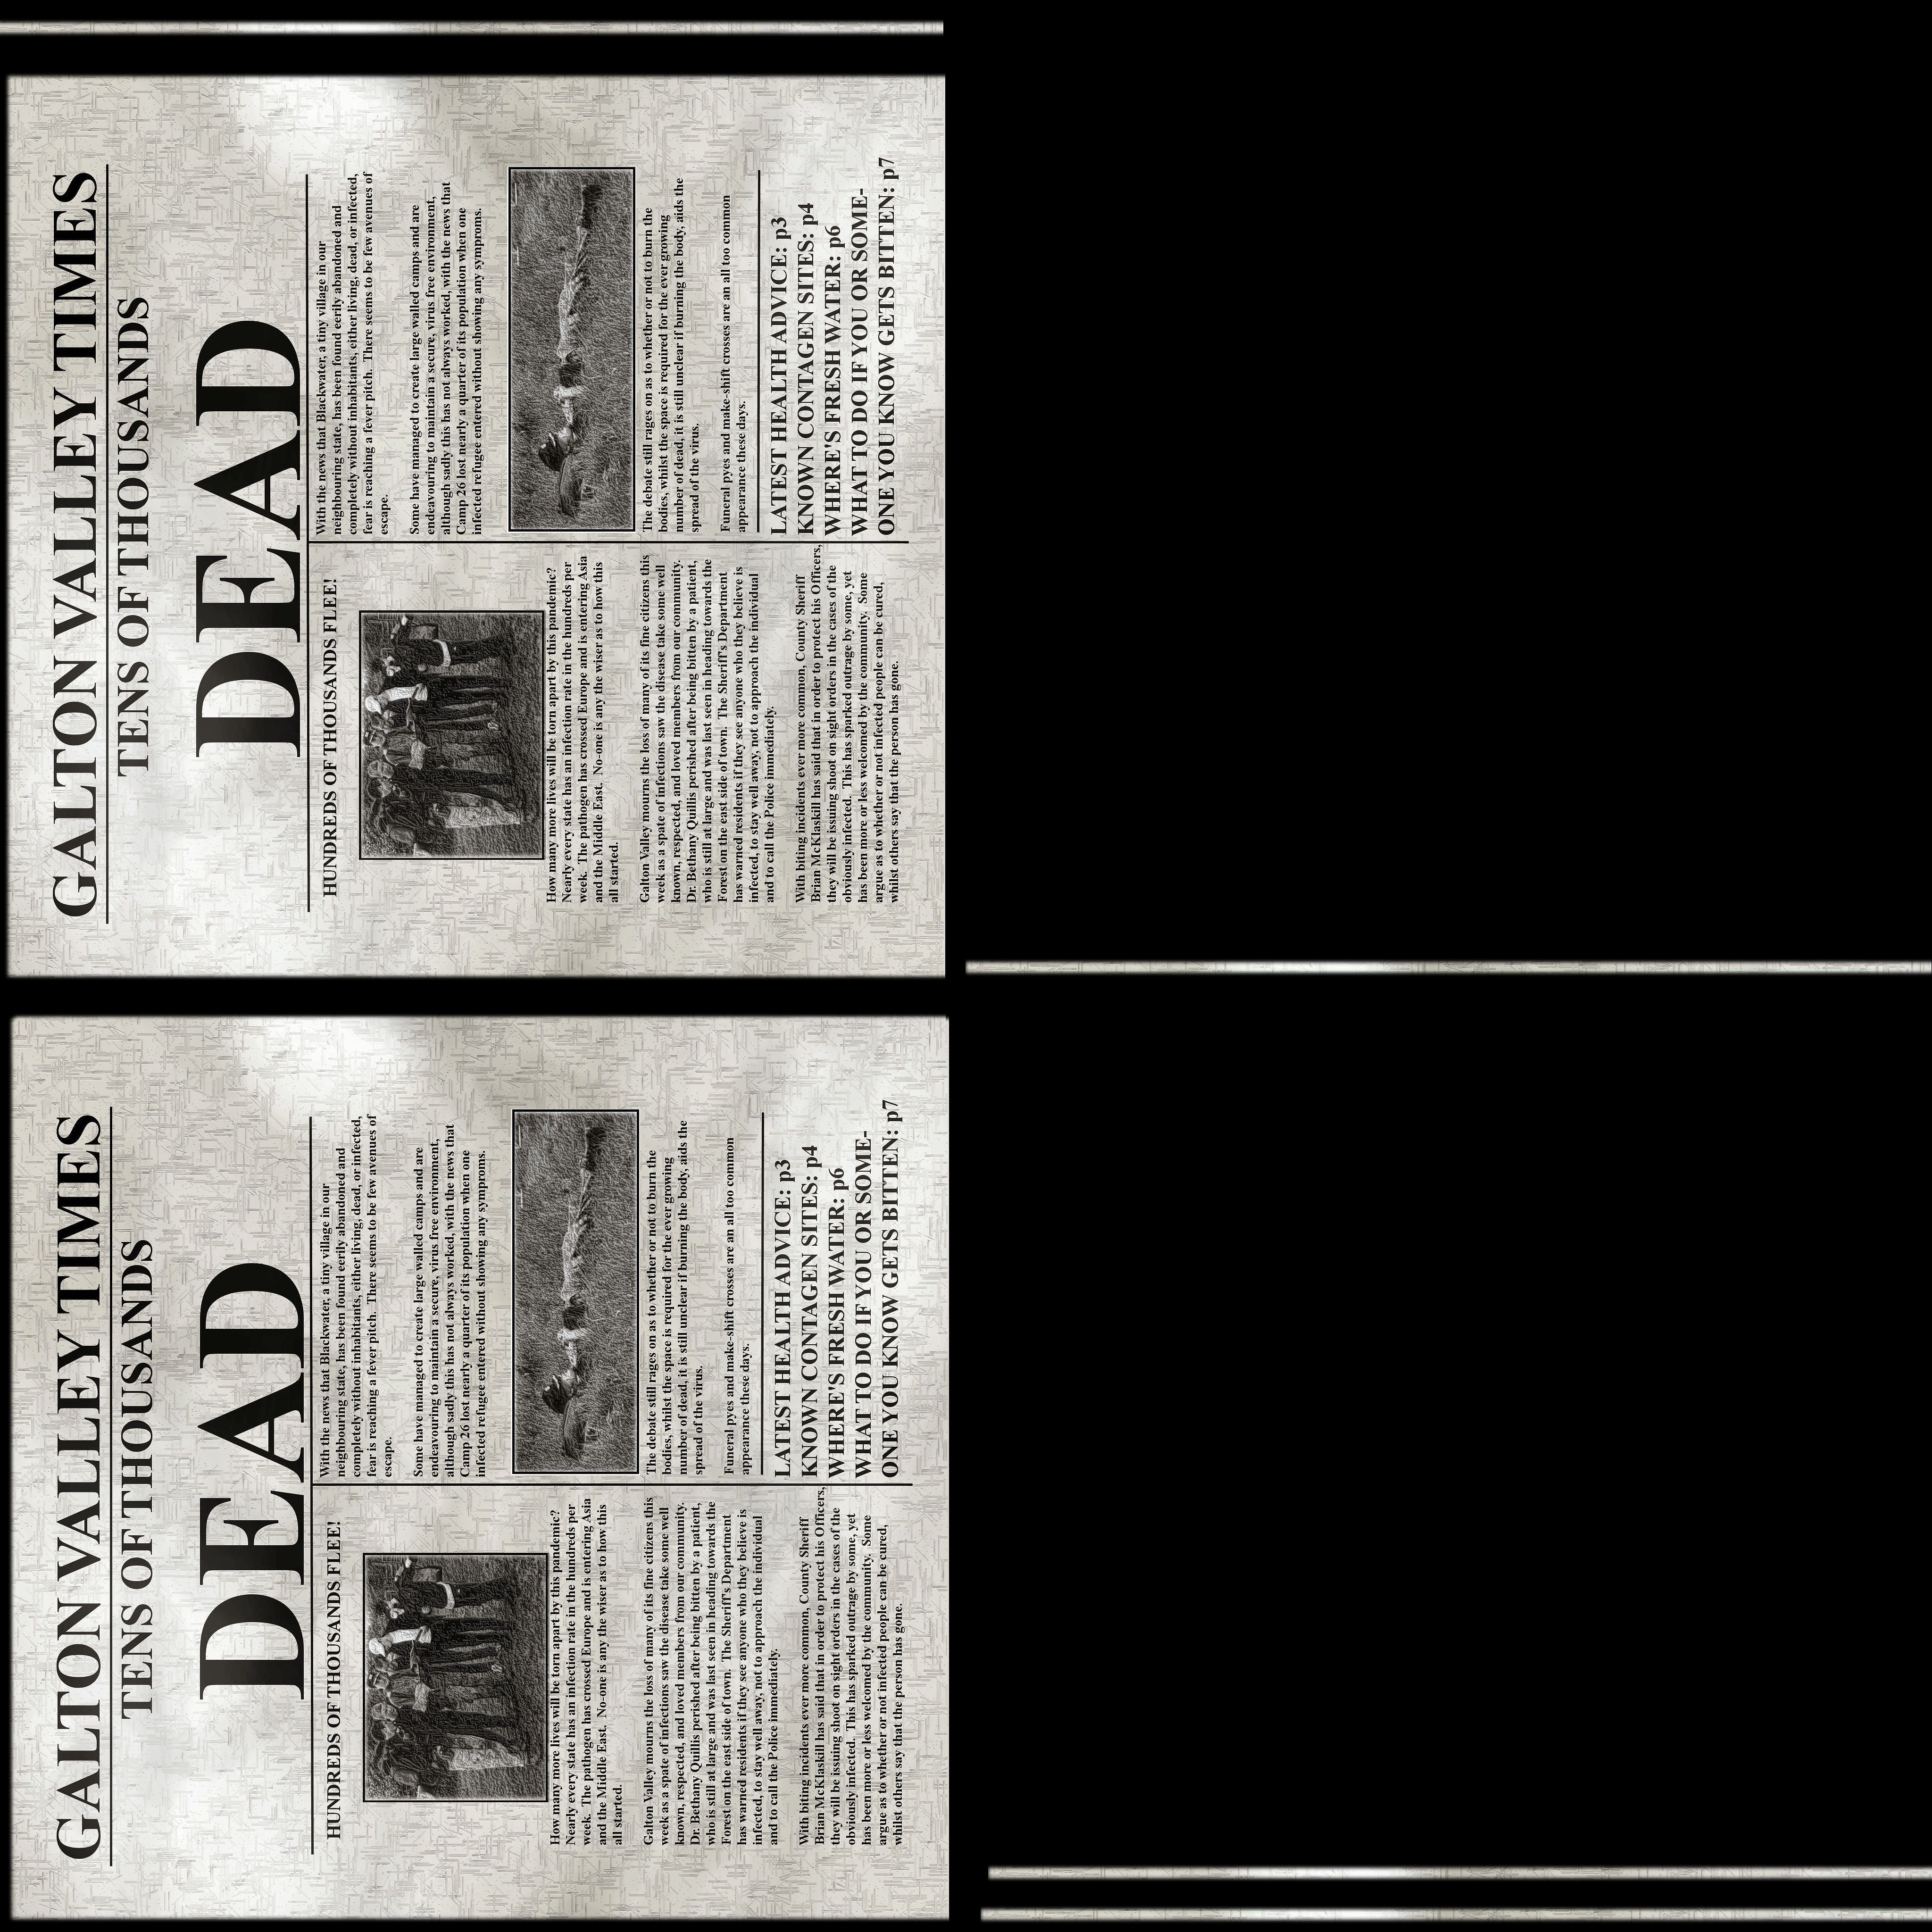 GALTON VALLEY TIMES
TENS OF THOUSANDS
DEAD
HUNDREDS OF THOUSANDS FLEE!
How many more lives will be torn apart by this pandemic?
Nearly every state has an infection rate in the hundreds per
week.  The pathogen has crossed Europe and is entering Asia
and the Middle East.  No-one is any the wiser as to how this
all started.
Galton Valley mourns the loss of many of its fine citizens this
week as a spate of infections saw the disease take some well
known, respected, and loved members from our community.
Dr. Bethany Quillis perished after being bitten by a patient,
who is still at large and was last seen in heading towards the
Forest on the east side of town.  The Sheriff's Department
has warned residents if they see anyone who they believe is
infected, to stay well away, not to approach the individual
and to call the Police immediately.
With biting incidents ever more common, County Sheriff
Brian McKlaskill has said that in order to protect his Officers,
they will be issuing shoot on sight orders in the cases of the
obviously infected.  This has sparked outrage by some, yet
has been more or less welcomed by the community.  Some
argue as to whether or not infected people can be cured,
whilst others say that the person has gone.
With the news that Blackwater, a tiny village in our
neighbouring state, has been found eerily abandoned and
completely without inhabitants, either living, dead, or infected,
fear is reaching a fever pitch.  There seems to be few avenues of
escape.
Some have managed to create large walled camps and are
endeavouring to maintain a secure, virus free environment,
although sadly this has not always worked, with the news that
Camp 26 lost nearly a quarter of its population when one
infected refugee entered without showing any symproms.
The debate still rages on as to whether or not to burn the
bodies, whilst the space is required for the ever growing
number of dead, it is still unclear if burning the body, aids the
spread of the virus.
Funeral pyes and make-shift crosses are an all too common
appearance these days.
LATEST HEALTH ADVICE: p3
KNOWN CONTAGEN SITES: p4
WHERE'S FRESH WATER: p6
WHAT TO DO IF YOU OR SOME-
ONE YOU KNOW GETS BITTEN: p7
GALTON VALLEY TIMES
TENS OF THOUSANDS
DEAD
HUNDREDS OF THOUSANDS FLEE!
How many more lives will be torn apart by this pandemic?
Nearly every state has an infection rate in the hundreds per
week.  The pathogen has crossed Europe and is entering Asia
and the Middle East.  No-one is any the wiser as to how this
all started.
Galton Valley mourns the loss of many of its fine citizens this
week as a spate of infections saw the disease take some well
known, respected, and loved members from our community.
Dr. Bethany Quillis perished after being bitten by a patient,
who is still at large and was last seen in heading towards the
Forest on the east side of town.  The Sheriff's Department
has warned residents if they see anyone who they believe is
infected, to stay well away, not to approach the individual
and to call the Police immediately.
With biting incidents ever more common, County Sheriff
Brian McKlaskill has said that in order to protect his Officers,
they will be issuing shoot on sight orders in the cases of the
obviously infected.  This has sparked outrage by some, yet
has been more or less welcomed by the community.  Some
argue as to whether or not infected people can be cured,
whilst others say that the person has gone.
With the news that Blackwater, a tiny village in our
neighbouring state, has been found eerily abandoned and
completely without inhabitants, either living, dead, or infected,
fear is reaching a fever pitch.  There seems to be few avenues of
escape.
Some have managed to create large walled camps and are
endeavouring to maintain a secure, virus free environment,
although sadly this has not always worked, with the news that
Camp 26 lost nearly a quarter of its population when one
infected refugee entered without showing any symproms.
The debate still rages on as to whether or not to burn the
bodies, whilst the space is required for the ever growing
number of dead, it is still unclear if burning the body, aids the
spread of the virus.
Funeral pyes and make-shift crosses are an all too common
appearance these days.
LATEST HEALTH ADVICE: p3
KNOWN CONTAGEN SITES: p4
WHERE'S FRESH WATER: p6
WHAT TO DO IF YOU OR SOME-
ONE YOU KNOW GETS BITTEN: p7